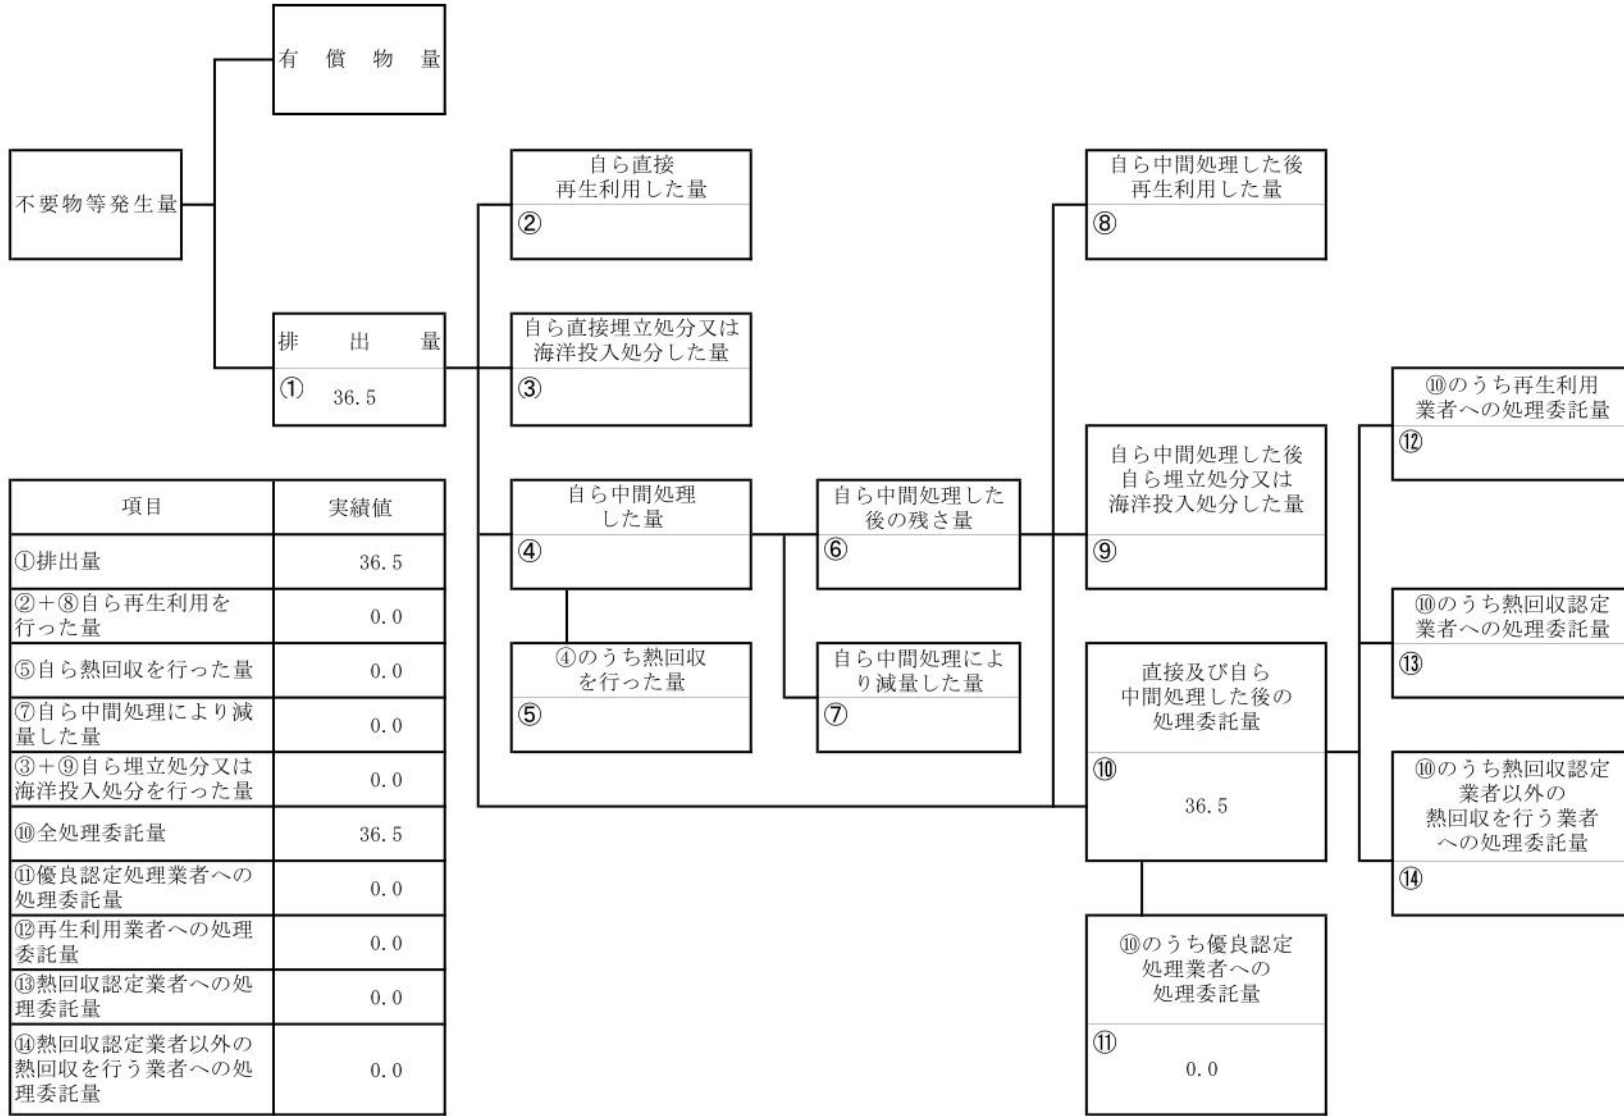 有償物量
不要物等発生量
排出量
①
36.5
自ら直接
再生利用した量
②
自ら直接埋立処分又は
海洋投入処分した量
③
自ら中間処理
した量
④
④のうち熱回収
を行った量
⑤
自ら中間処理した
後の残さ量
⑥
自ら中間処理によ
り減量した量
⑦
自ら中間処理した後
再生利用した量
⑧
自ら中間処理した後
自ら埋立処分又は
海洋投入処分した量
⑨
直接及び自ら
中間処理した後の
処理委託量
⑩
36.5
⑩のうち優良認定
処理業者への
処理委託量
⑪
0.0
⑩のうち再生利用
業者への処理委託量
⑫
⑩のうち熱回収認定
業者への処理委託量
⑬
⑩のうち熱回収認定
業者以外の
熱回収を行う業者
への処理委託量
⑭
項目 実績値
①排出量 36.5
②+⑧自ら再生利用を
行った量
0.0
⑤自ら熱回収を行った量 0.0
⑦自ら中間処理により減
量した量
0.0
③+⑨自ら埋立処分又は
海洋投入処分を行った量
0.0
⑩全処理委託量 36.5
⑪優良認定処理業者への
処理委託量
0.0
⑫再生利用業者への処理
委託量
0.0
⑬熱回収認定業者への処
理委託量
0.0
⑭熱回収認定業者以外の
熱回収を行う業者への処
理委託量
0.0